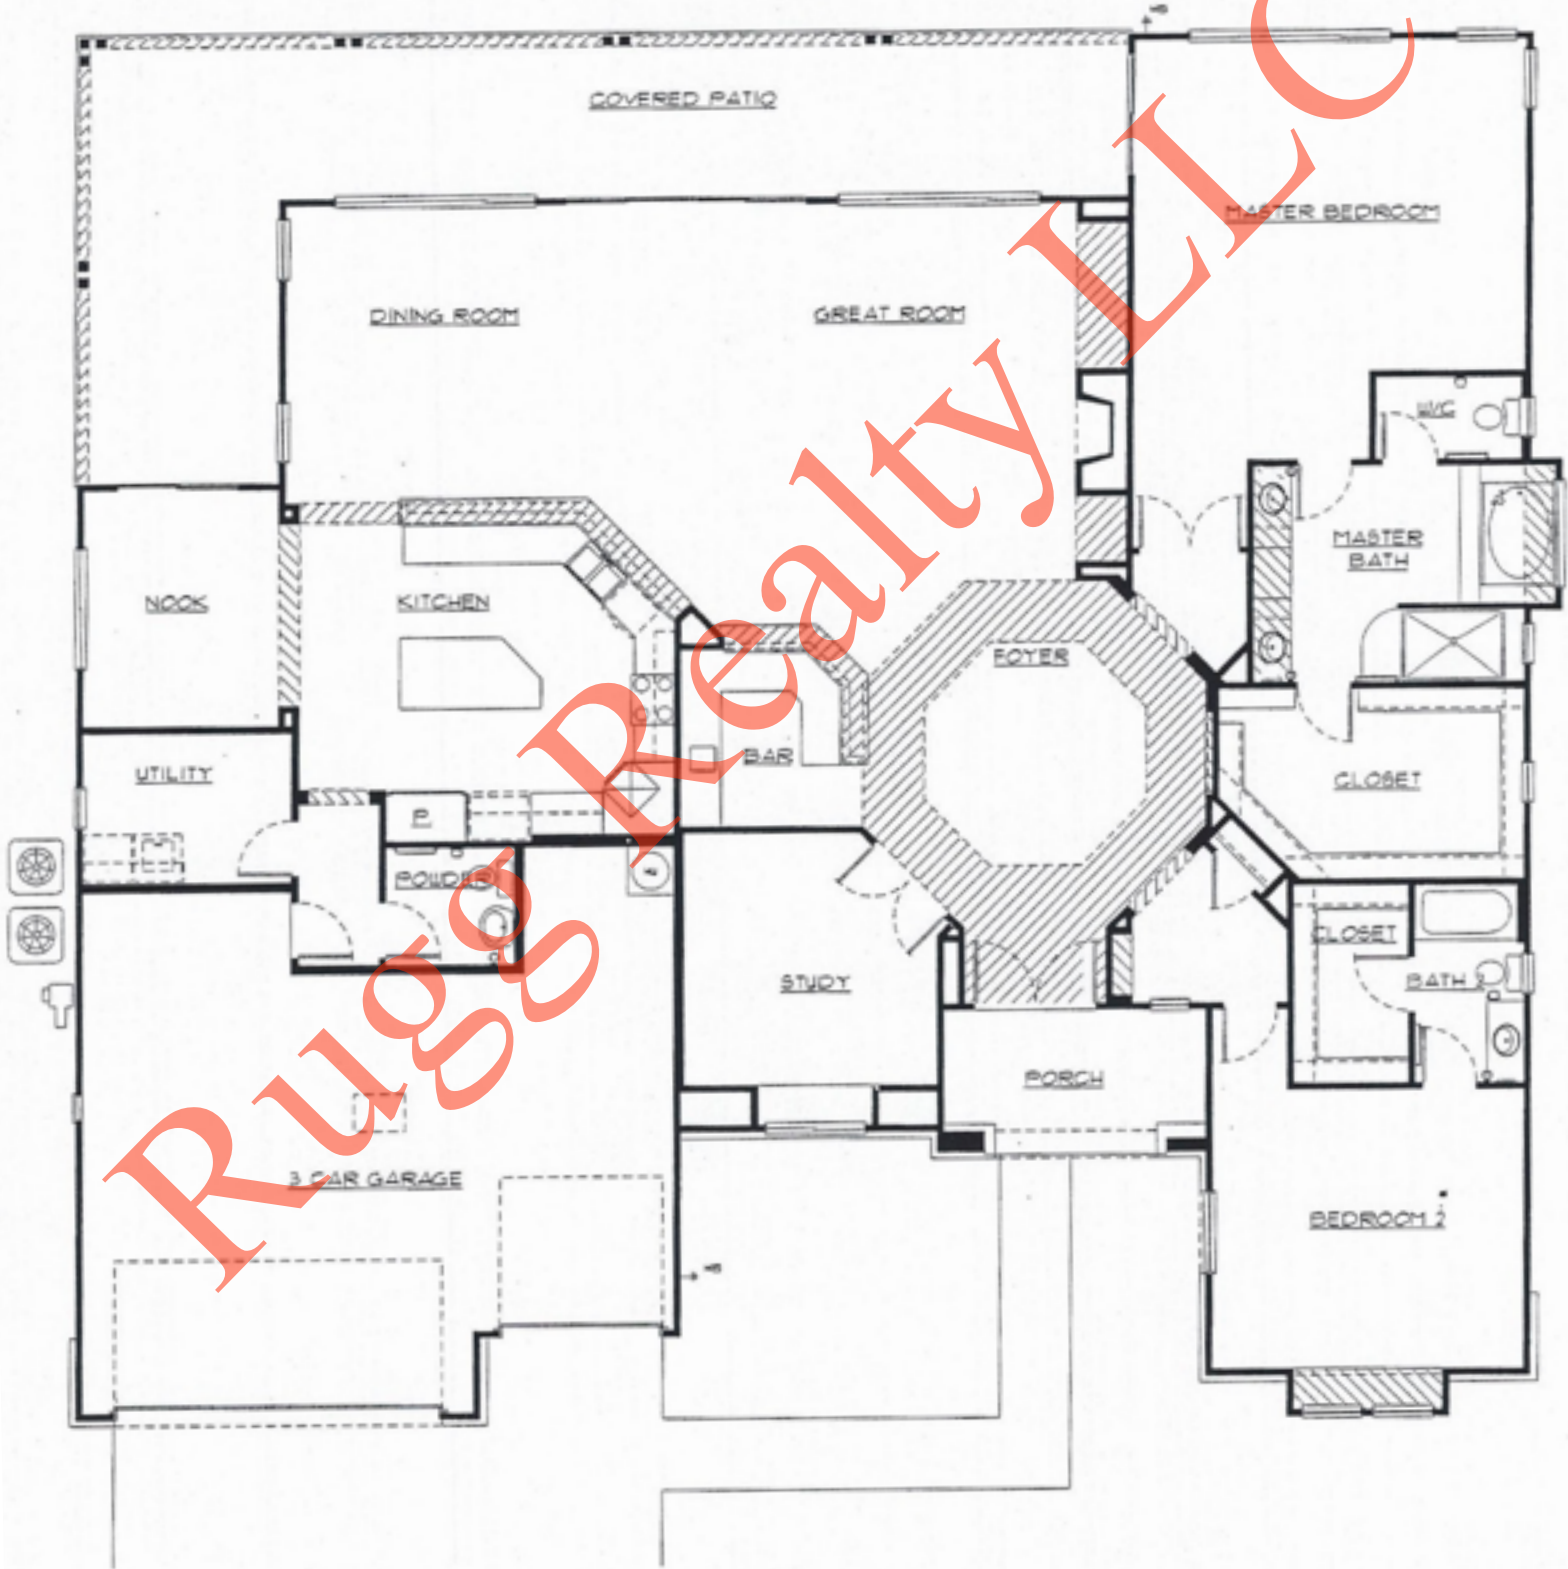 COVERED PATIO
MASTER BEDROOM
DINING ROOM
GREAT ROOM
W/C
MASTER
BATH
NOOK
KITCHEN
FOYER
BAR
UTILITY
CLOSET
P
POWDER
CLOSET
STUDY
BATH 2
PORCH
3 CAR GARAGE
BEDROOM 2
Rugg Realty LLC